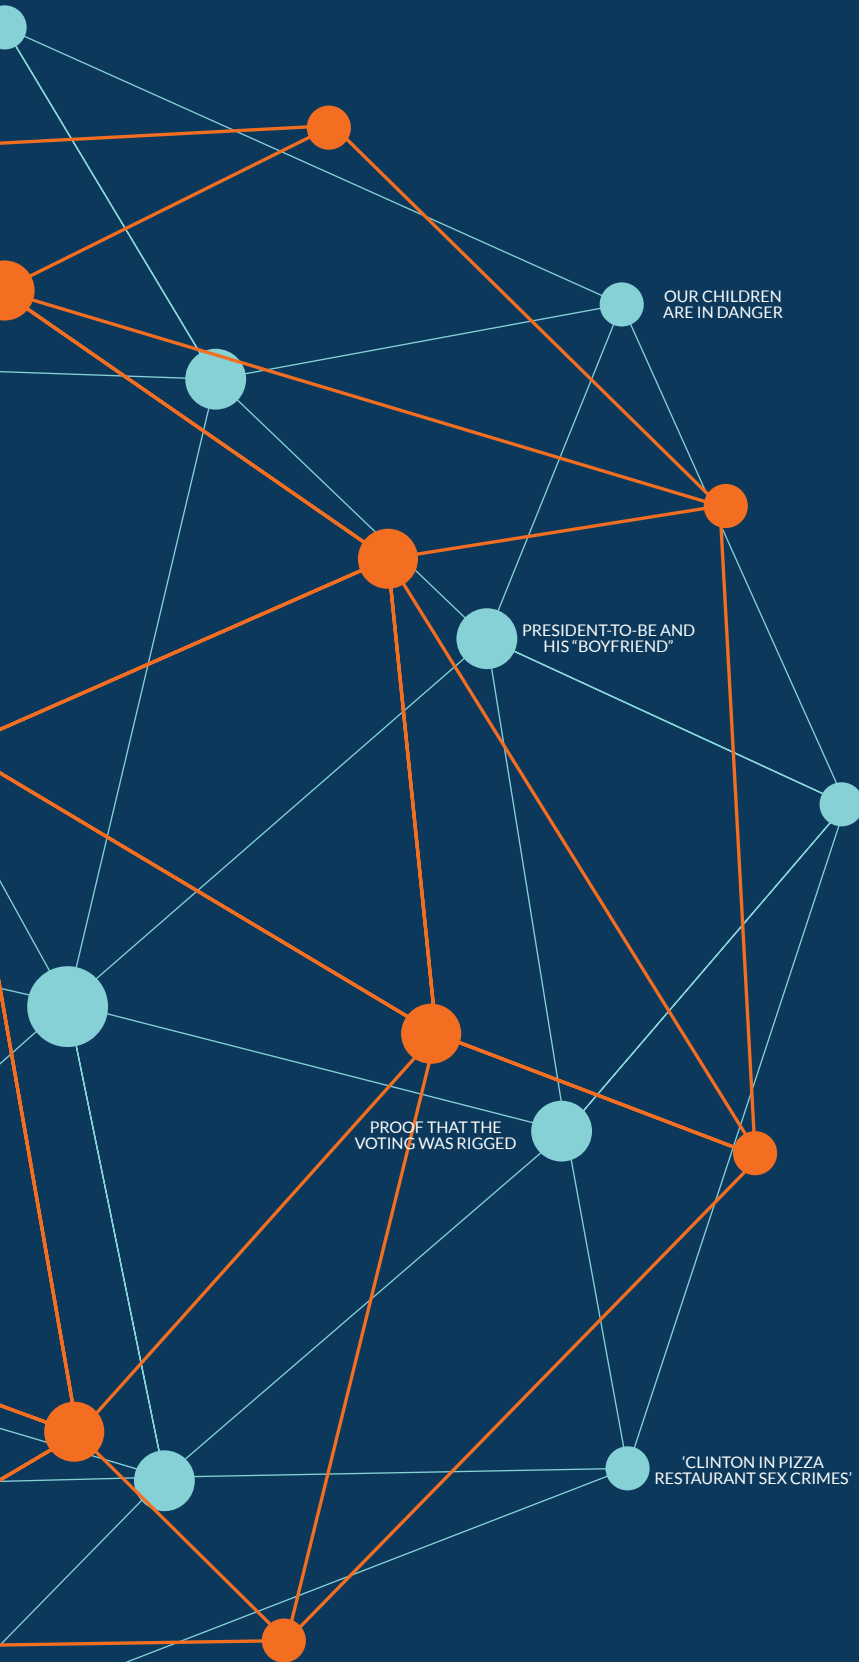 OUR CHILDREN
ARE IN DANGER
PRESIDENT-TO-BE AND
HIS “BOYFRIEND”
PROOF THAT THE
VOTING WAS RIGGED
‘CLINTON IN PIZZA
RESTAURANT SEX CRIMES’